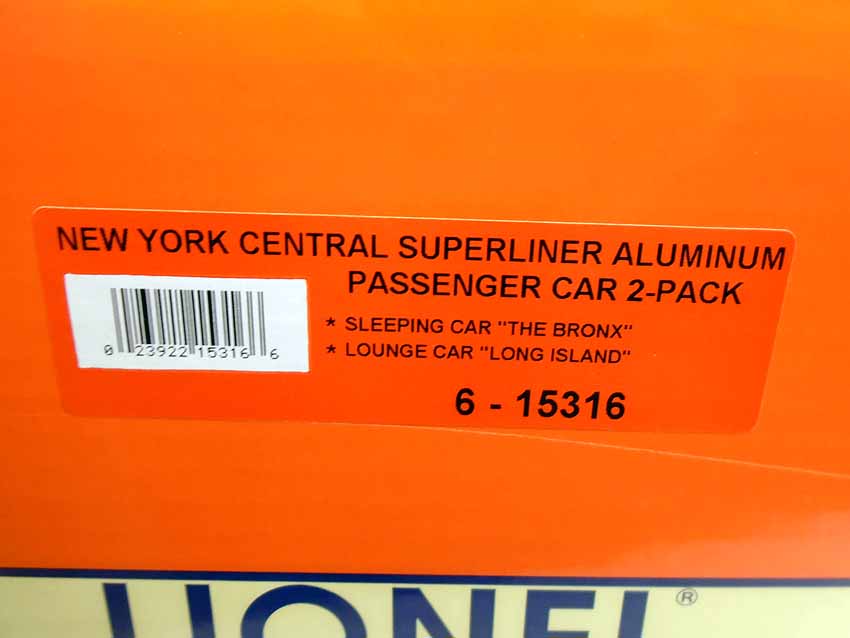 NEW YORK CENTRAL SUPERLINER ALUMINUM
PASSENGER CAR 2-PACK
* SLEEPING CAR "THE BRONX"
* LOUNGE CAR "LONG ISLAND"
0 23922 15316 6
6 - 15316
LIONEL®